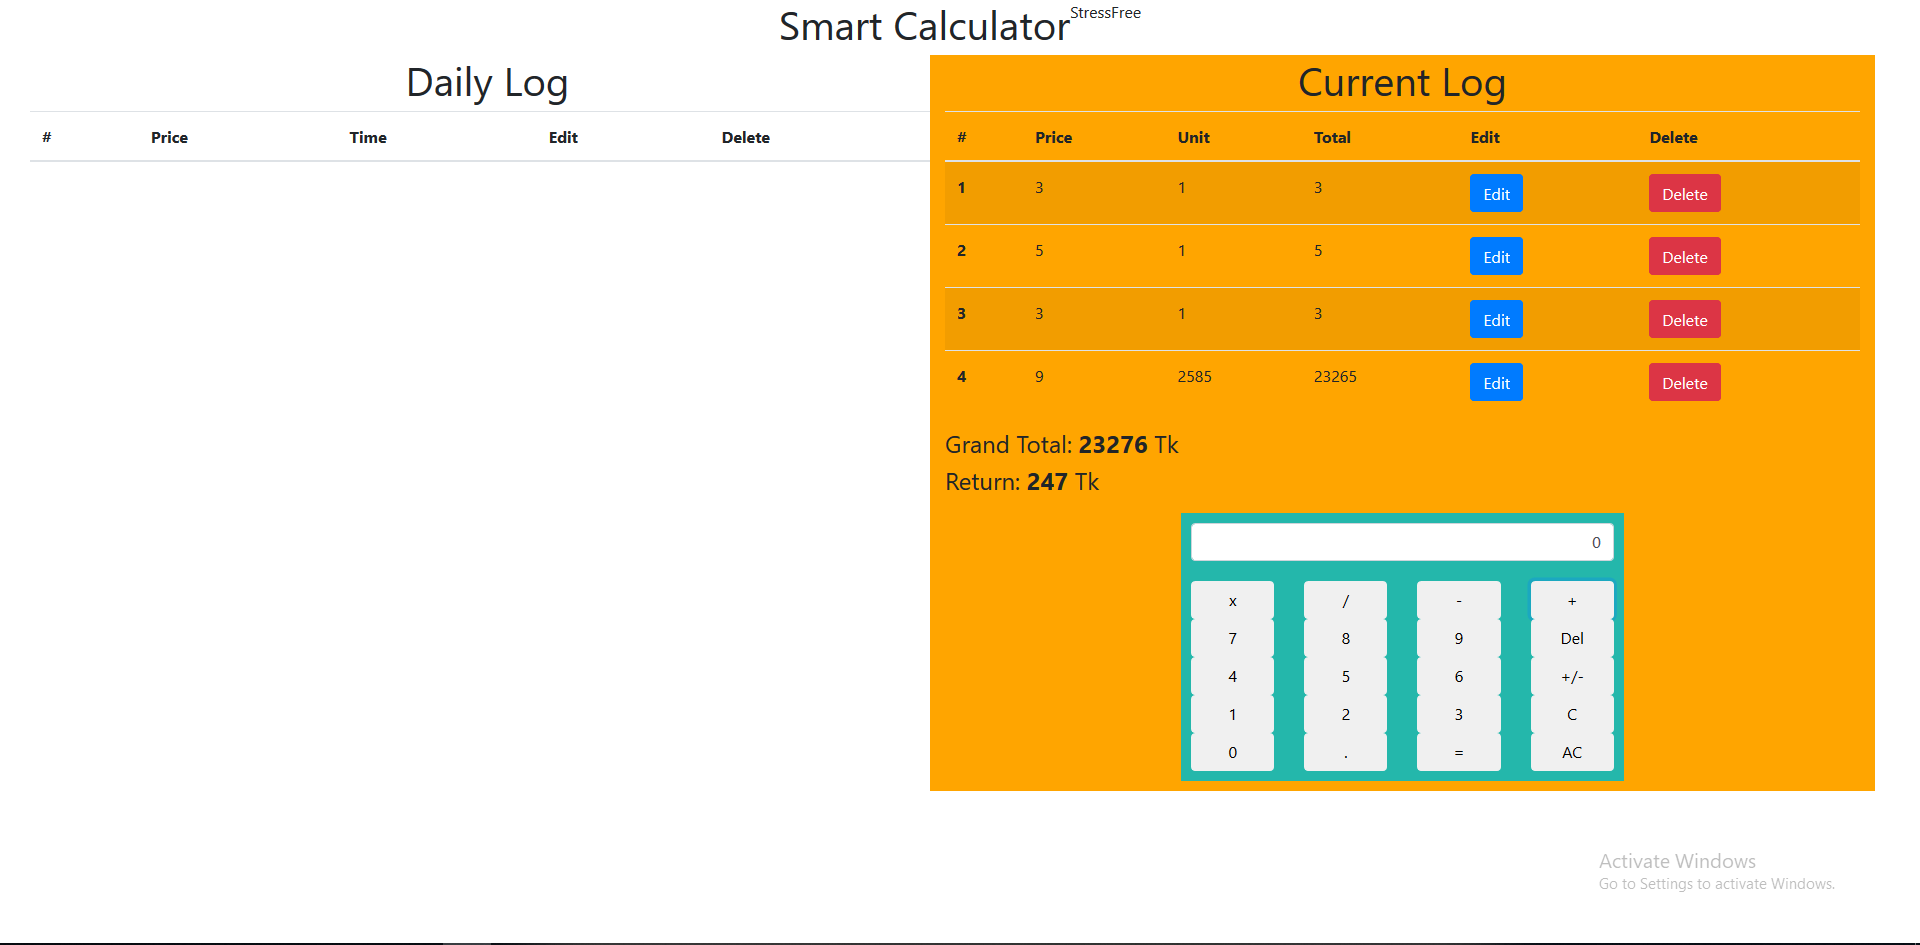 Smart Calculator StressFree
Daily Log
# Price Time Edit Delete
Current Log
# Price Unit Total Edit Delete
1 3 1 3 Edit Delete
2 5 1 5 Edit Delete
3 3 1 3 Edit Delete
4 9 2585 23265 Edit Delete
Grand Total: 23276 Tk
Return: 247 Tk
0
x / - +
7 8 9 Del
4 5 6 +/-
1 2 3 C
0 . = AC
Activate Windows
Go to Settings to activate Windows.